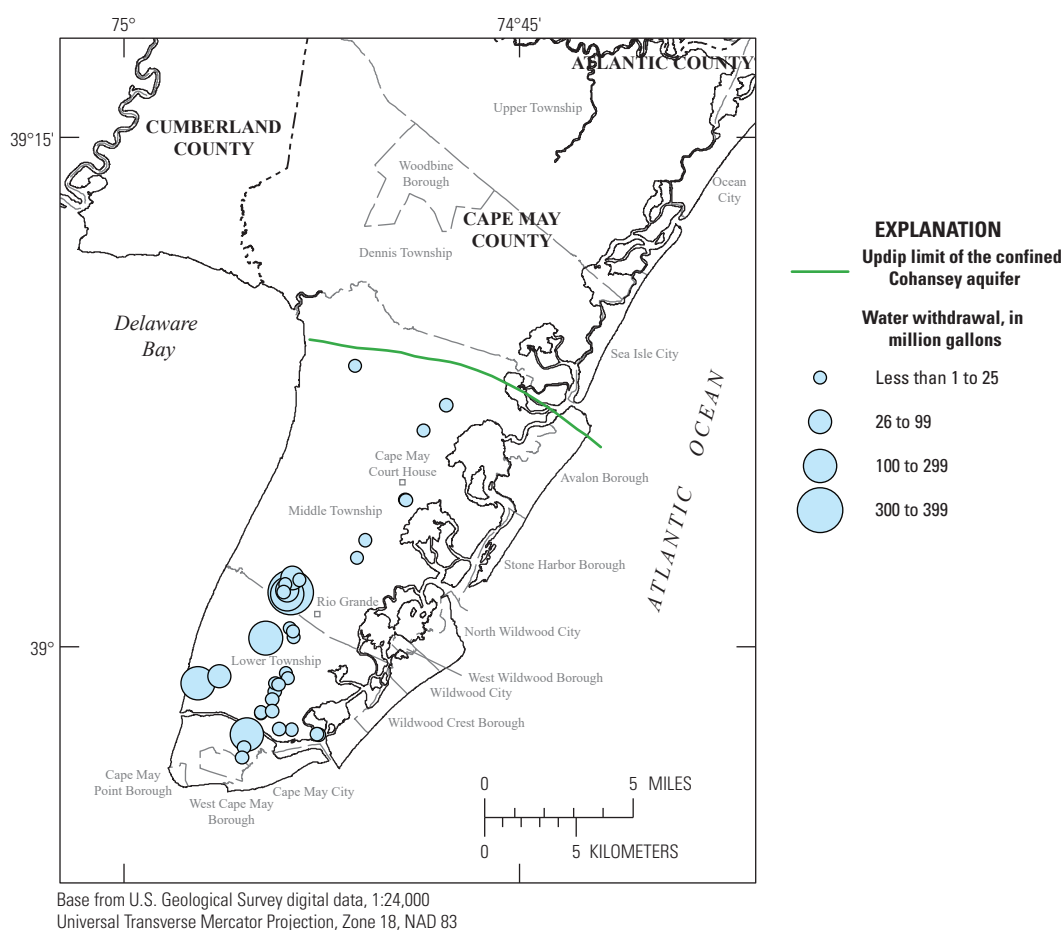 75°
74°45'
39°15'
39°
ATLANTIC COUNTY
CUMBERLAND
COUNTY
Upper Township
Woodbine
Borough
Ocean
City
CAPE MAY
COUNTY
Dennis Township
Delaware
Bay
Sea Isle City
ATLANTIC OCEAN
Cape May
Court House
Avalon Borough
Middle Township
Stone Harbor Borough
Rio Grande
North Wildwood City
Lower Township
West Wildwood Borough
Wildwood City
Wildwood Crest Borough
Cape May
Point Borough
West Cape May
Borough
Cape May City
0 5 MILES
0 5 KILOMETERS
EXPLANATION
Updip limit of the confined
Cohansey aquifer
Water withdrawal, in
million gallons
Less than 1 to 25
26 to 99
100 to 299
300 to 399
Base from U.S. Geological Survey digital data, 1:24,000
Universal Transverse Mercator Projection, Zone 18, NAD 83